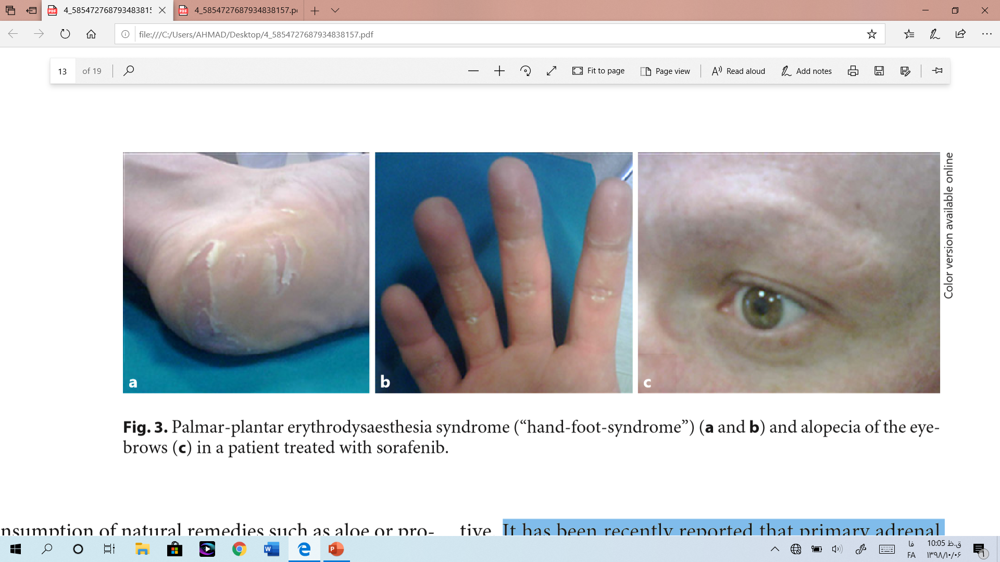 4_585472768793483815
4_5854727687934838157.p
file:///C:/Users/AHMAD/Desktop/4_5854727687934838157.pdf
13 of 19
Fit to page
Page view
Read aloud
Add notes
Color version available online
a
b
c
Fig. 3. Palmar-plantar erythrodysaesthesia syndrome (“hand-foot-syndrome”) (a and b) and alopecia of the eye-
brows (c) in a patient treated with sorafenib.
nsumption of natural remedies such as aloe or pro-
tive. It has been recently reported that primary adrenal
فا
FA
10:05 ق.ظ
۱۳۹۸/۱۰/۰۶
1